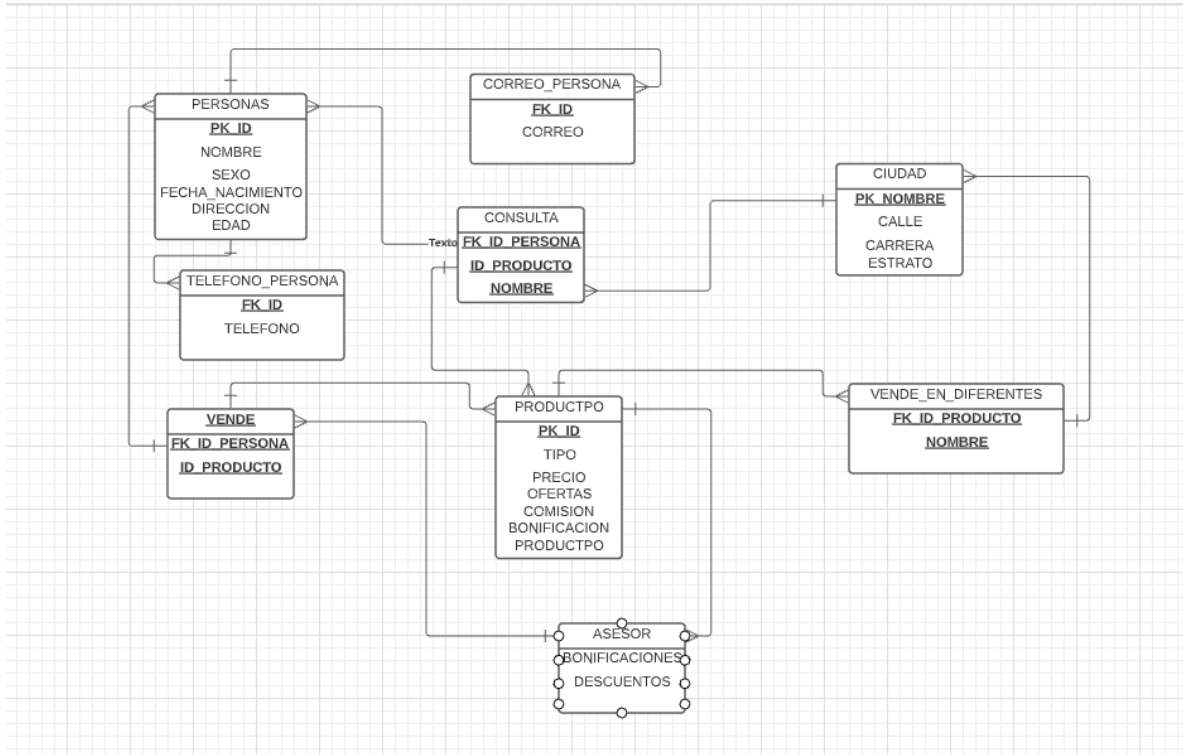 CORREO_PERSONA
FK_ID
CORREO
PERSONAS
PK_ID
NOMBRE
SEXO
FECHA_NACIMIENTO
DIRECCION
EDAD
CIUDAD
PK_NOMBRE
CALLE
CARRERA
ESTRATO
CONSULTA
Texto
FK_ID_PERSONA
ID_PRODUCTO
NOMBRE
TELEFONO_PERSONA
FK_ID
TELEFONO
VENDE
FK_ID_PERSONA
ID_PRODUCTO
PRODUCTPO
PK_ID
TIPO
PRECIO
OFERTAS
COMISION
BONIFICACION
PRODUCTPO
VENDE_EN_DIFERENTES
FK_ID_PRODUCTO
NOMBRE
ASESOR
BONIFICACIONES
DESCUENTOS